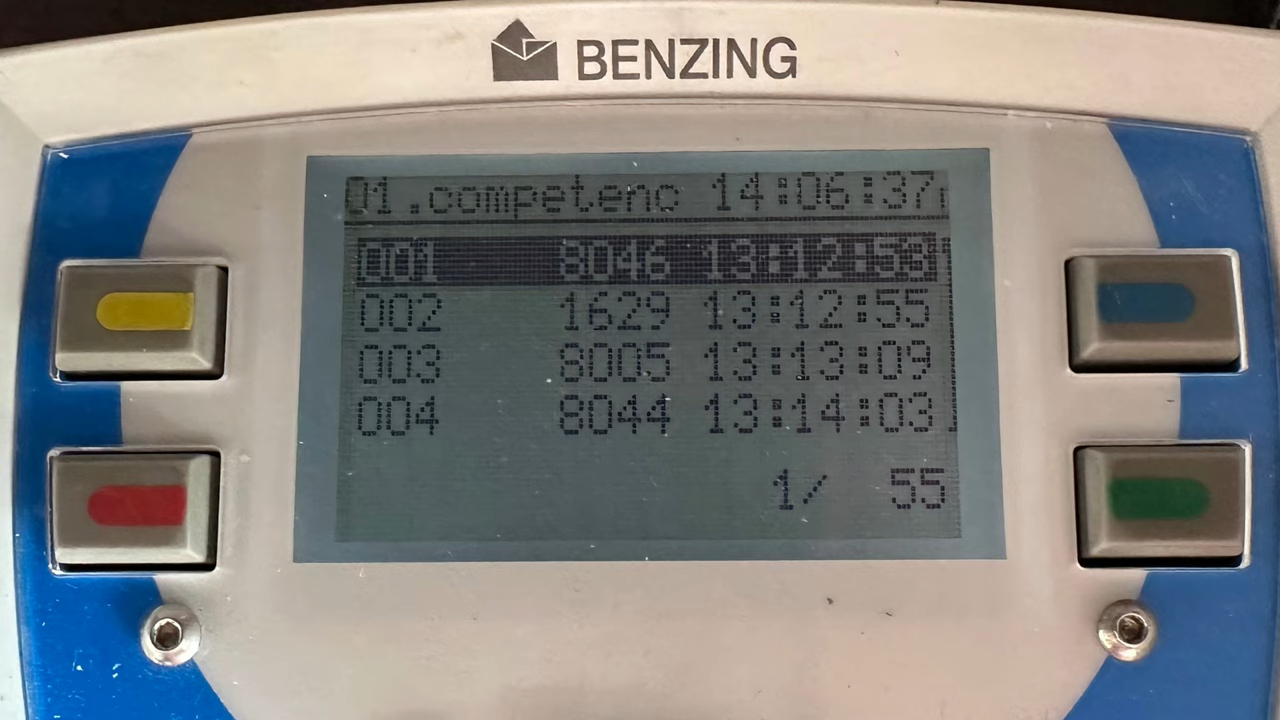 BENZING
01.competenc 14:06:37
001 8046 13:12:53
002 1629 13:12:55
003 8005 13:13:09
004 8044 13:14:03
1/ 55